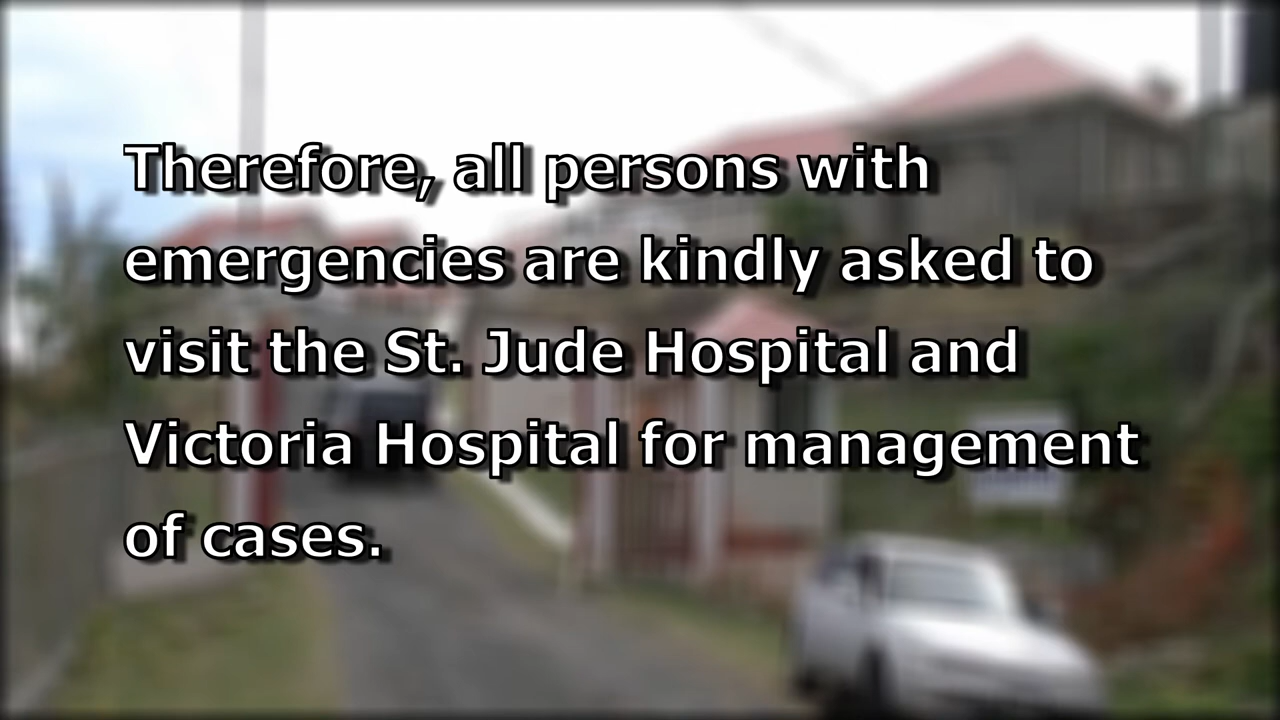 Therefore, all persons with
emergencies are kindly asked to
visit the St. Jude Hospital and
Victoria Hospital for management
of cases.